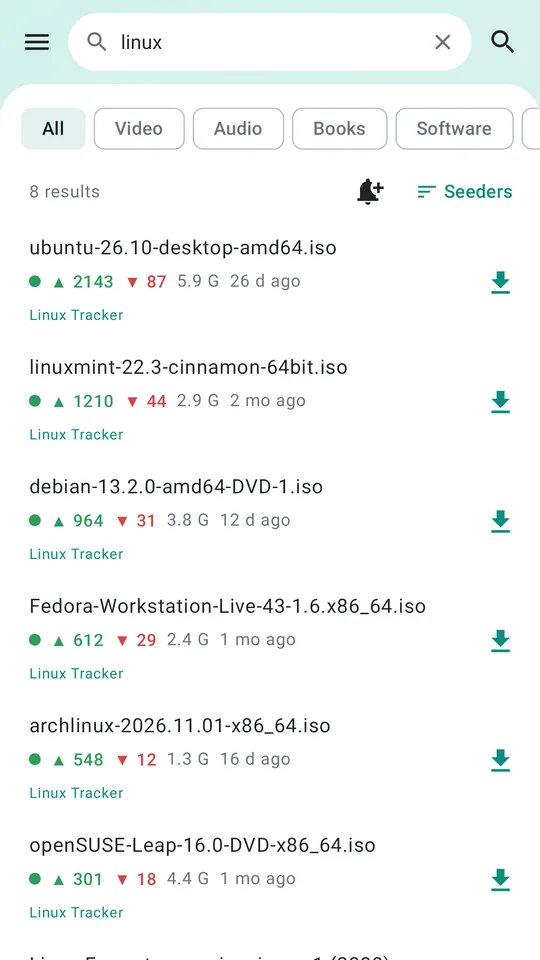 linux
All Video Audio Books Software
8 results Seeders
ubuntu-26.10-desktop-amd64.iso
▲ 2143 ▼ 87 5.9 G 26 d ago
Linux Tracker
linuxmint-22.3-cinnamon-64bit.iso
▲ 1210 ▼ 44 2.9 G 2 mo ago
Linux Tracker
debian-13.2.0-amd64-DVD-1.iso
▲ 964 ▼ 31 3.8 G 12 d ago
Linux Tracker
Fedora-Workstation-Live-43-1.6.x86_64.iso
▲ 612 ▼ 29 2.4 G 1 mo ago
Linux Tracker
archlinux-2026.11.01-x86_64.iso
▲ 548 ▼ 12 1.3 G 16 d ago
Linux Tracker
openSUSE-Leap-16.0-DVD-x86_64.iso
▲ 301 ▼ 18 4.4 G 1 mo ago
Linux Tracker